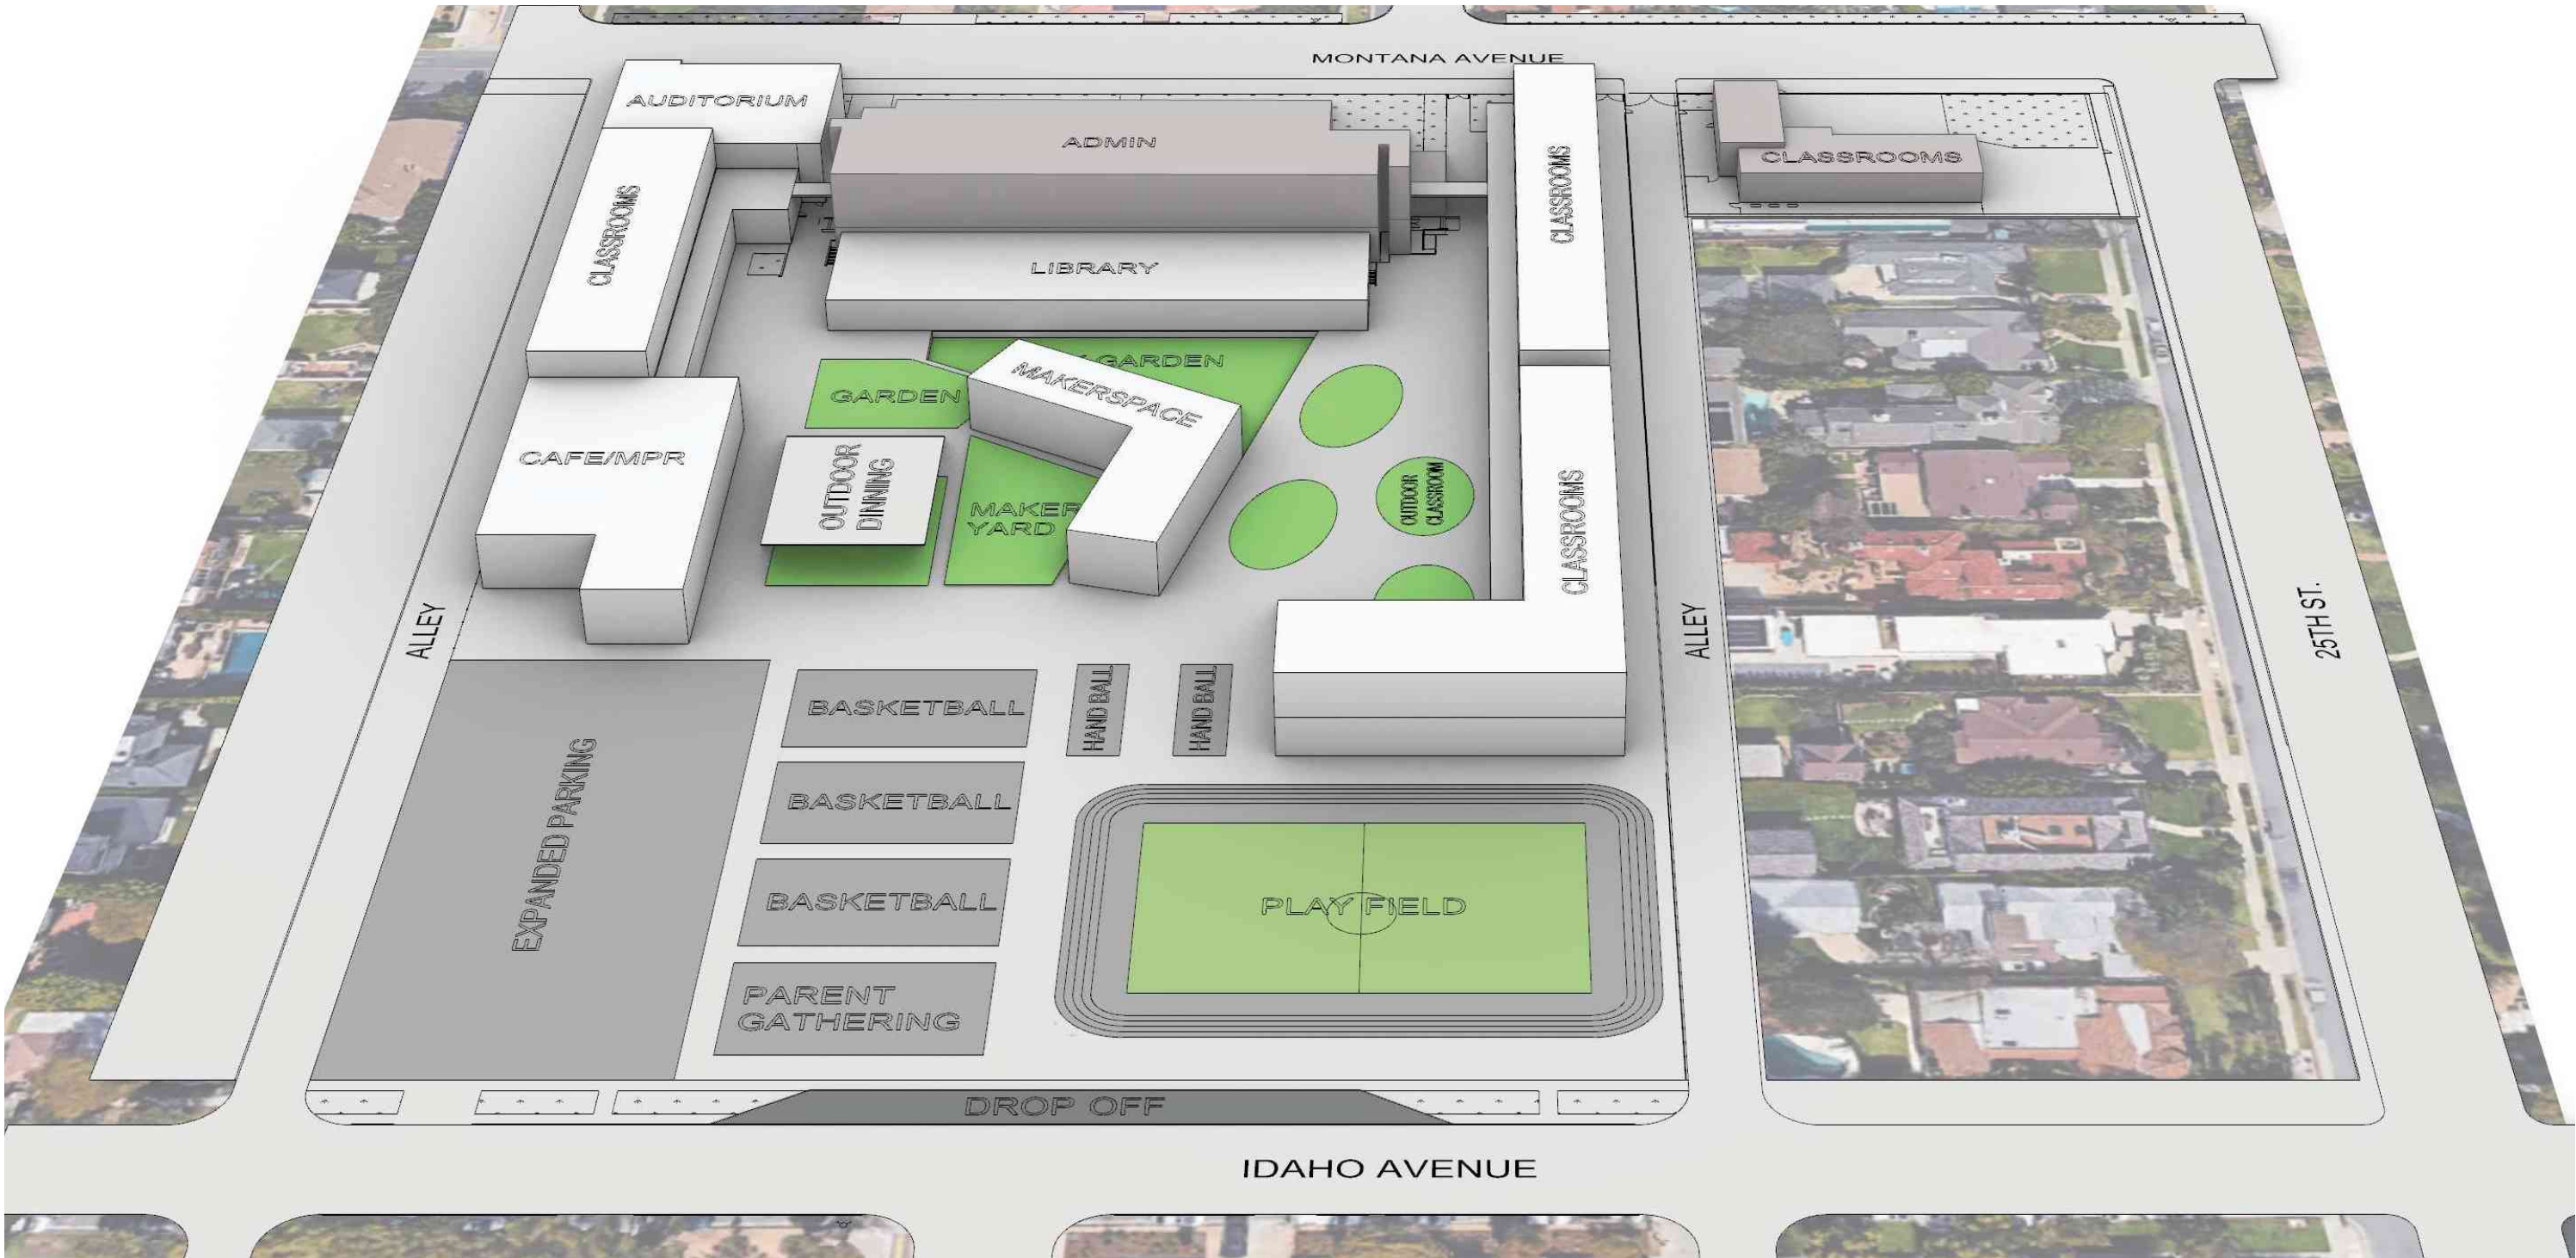 MONTANA AVENUE
AUDITORIUM
ADMIN
CLASSROOMS
CLASSROOMS
CLASSROOMS
LIBRARY
GARDEN
MAKERSPACE
GARDEN
CAFE/MPR
OUTDOOR
DINNING
MAKER
YARD
OUTDOOR
CLASSROOM
CLASSROOMS
ALLEY
ALLEY
25TH ST.
BASKETBALL
HAND BALL
HAND BALL
EXPANDED PARKING
BASKETBALL
BASKETBALL
PLAY FIELD
PARENT
GATHERING
DROP OFF
IDAHO AVENUE